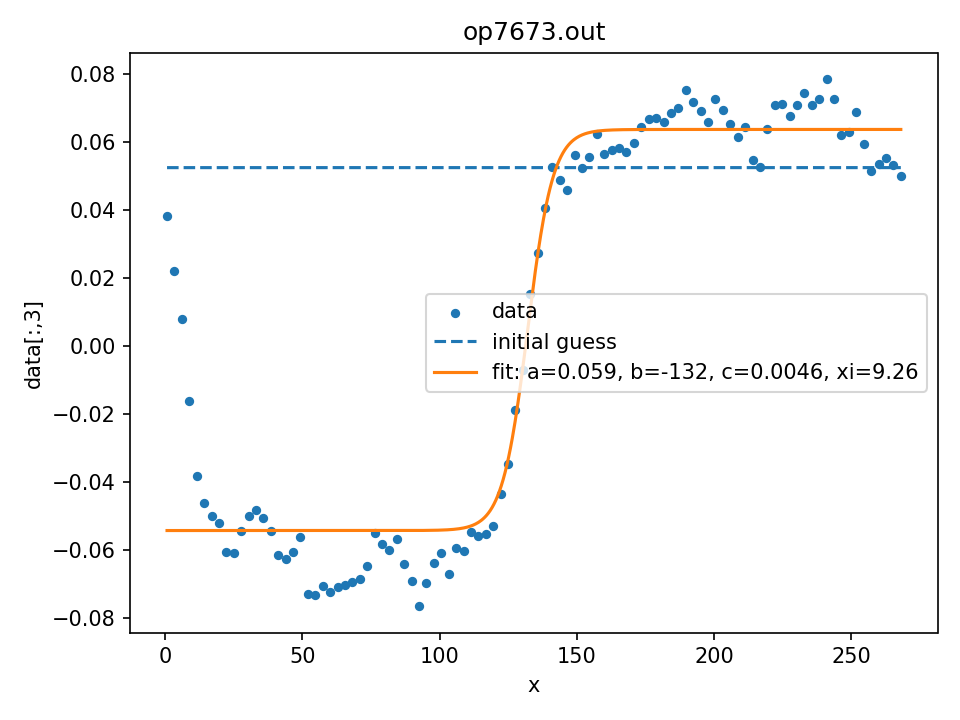 op7673.out
0.08
0.06
0.04
0.02
0.00
−0.02
−0.04
−0.06
−0.08
data[:,3]
data
initial guess
fit: a=0.059, b=-132, c=0.0046, xi=9.26
0 50 100 150 200 250
x